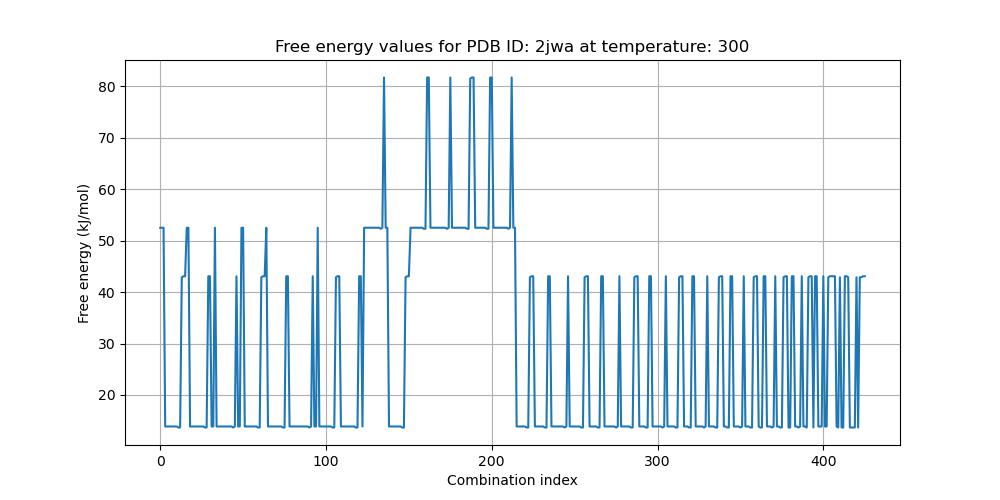 Free energy values for PDB ID: 2jwa at temperature: 300
80
70
60
50
40
30
20
Free energy (kJ/mol)
0 100 200 300 400
Combination index